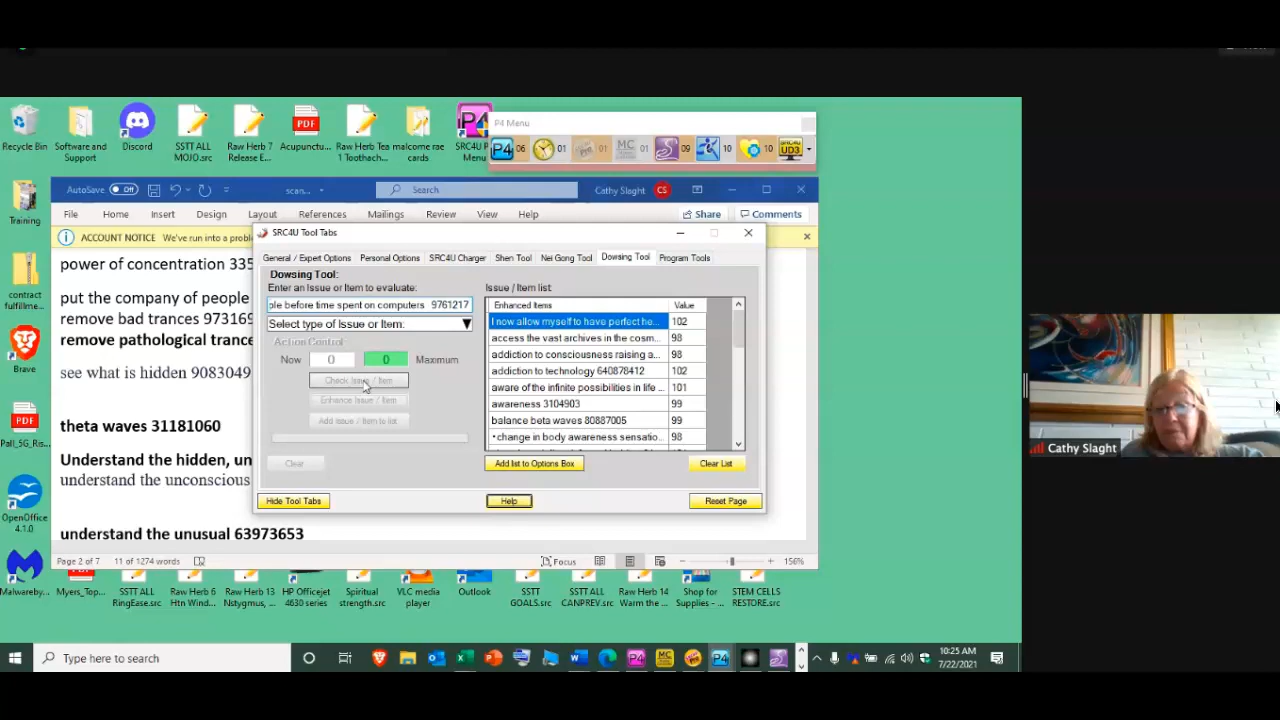 P4 Menu
06
01
01
MC
01
09
10
10
SRC4U
UD3
Recycle Bin
Software and
Support
Discord
SSTT ALL
MOJO.src
Raw Herb 7
Release E...
PDF
Acupunctu...
Raw Herb Tea
1 Toothach...
malcome rae
cards
P4
SRC4U P
Menu
AutoSave
Off
scan...
Search
Cathy Slaght
CS
File
Home
Insert
Design
Layout
References
Mailings
Review
View
Help
Share
Comments
ACCOUNT NOTICE
We've run into a proble
SRC4U Tool Tabs
General / Expert Options
Personal Options
SRC4U Charger
Shen Tool
Nei Gong Tool
Dowsing Tool
Program Tools
Dowsing Tool:
Enter an Issue or Item to evaluate:
ple before time spent on computers 9761217
Select type of Issue or Item:
Action Control:
Now
0
0
Maximum
Check Issue / Item
Enhance Issue / Item
Add Issue / Item to list
Clear
Hide Tool Tabs
Help
Reset Page
Issue / Item list:
Enhanced Items
Value
I now allow myself to have perfect he...
102
access the vast archives in the cosm...
98
addiction to consciousness raising a...
98
addiction to technology 640878412
102
aware of the infinite possibilities in life ...
101
awareness 3104903
99
balance beta waves 80887005
99
•change in body awareness sensatio...
98
Add list to Options Box
Clear List
power of concentration 335
put the company of people
remove bad trances 973169
remove pathological trance
see what is hidden 9083049
theta waves 31181060
Understand the hidden, un
understand the unconscious
understand the unusual 63973653
Page 2 of 7
11 of 1274 words
Focus
156%
Training
contract
fulfillme...
Brave
PDF
Pall_5G_Ris...
OpenOffice
4.1.0
Malwareby...
Myers_Top...
SSTT ALL
RingEase.src
Raw Herb 6
Htn Wind...
Raw Herb 13
Nstygmus, ...
HP Officejet
4630 series
Spiritual
strength.src
VLC media
player
Outlook
SSTT
GOALS.src
SSTT ALL
CANPREV.src
Raw Herb 14
Warm the ...
Shop for
Supplies - ...
STEM CELLS
RESTORE.src
Type here to search
10:25 AM
7/22/2021
Cathy Slaght